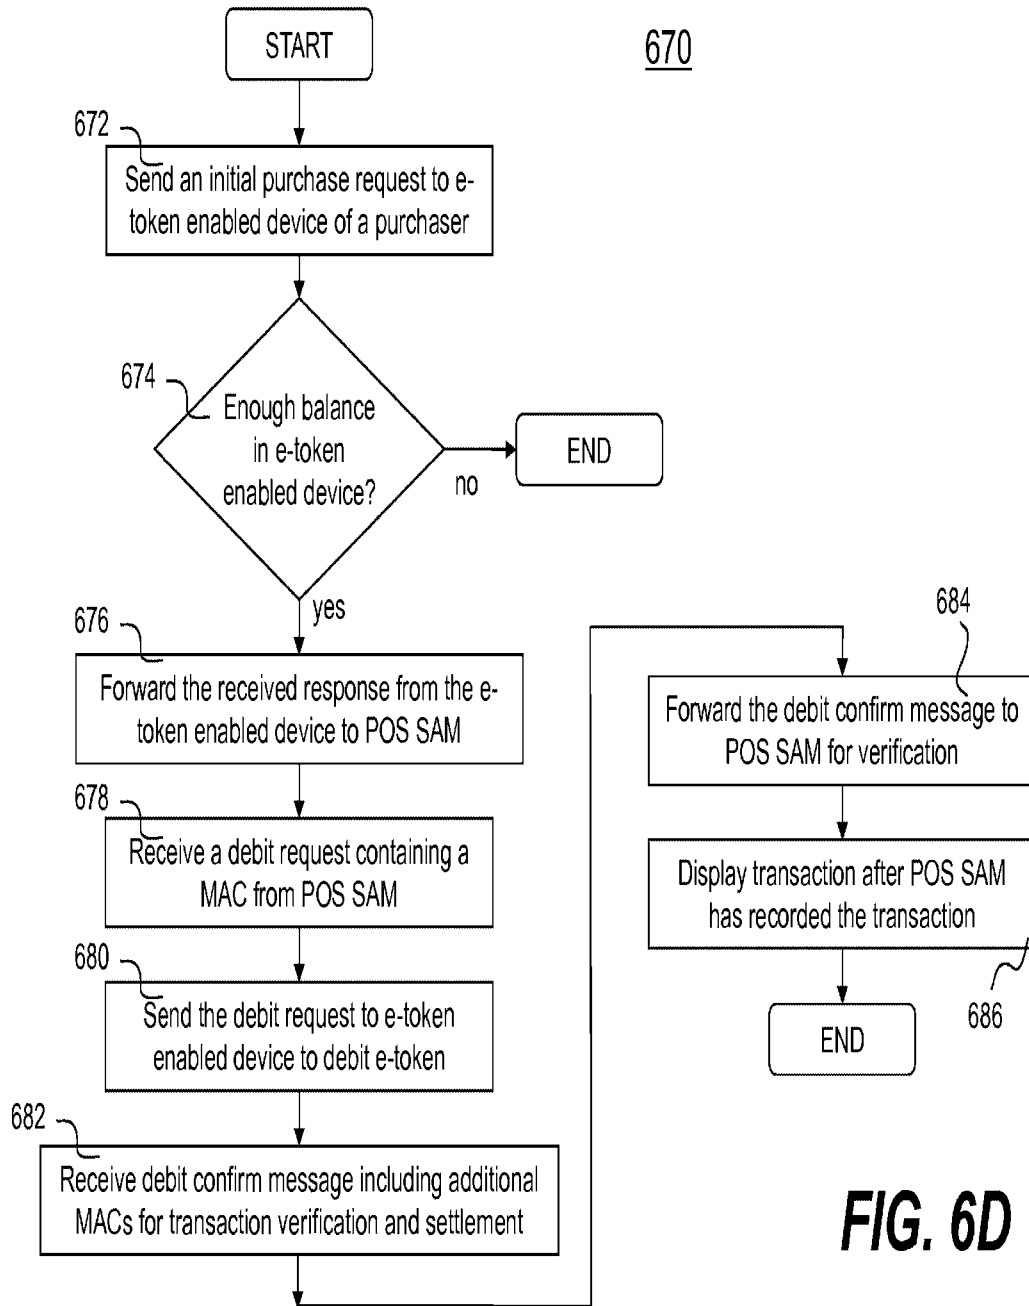 START
670
672
Send an initial purchase request to e-
token enabled device of a purchaser
674
Enough balance
in e-token
enabled device?
no
END
yes
676
Forward the received response from the e-
token enabled device to POS SAM
678
Receive a debit request containing a
MAC from POS SAM
680
Send the debit request to e-token
enabled device to debit e-token
682
Receive debit confirm message including additional
MACs for transaction verification and settlement
684
Forward the debit confirm message to
POS SAM for verification
Display transaction after POS SAM
has recorded the transaction
686
END
FIG. 6D